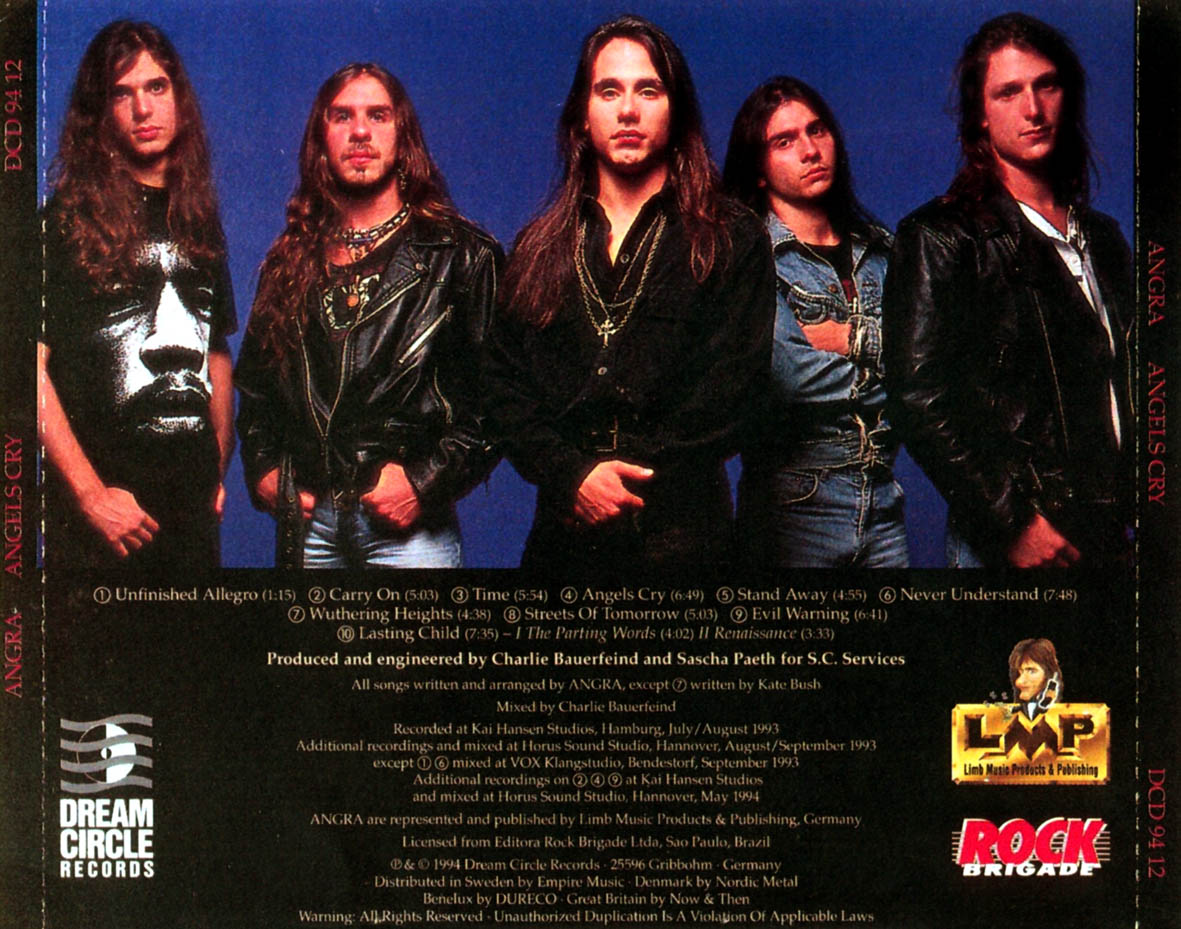 DCD 94 12
ANGELS CRY
ANGRA
① Unfinished Allegro (1:15) ② Carry On (5:03) ③ Time (5:54) ④ Angels Cry (6:49) ⑤ Stand Away (4:55) ⑥ Never Understand (7:48)
⑦ Wuthering Heights (4:38) ⑧ Streets Of Tomorrow (5:03) ⑨ Evil Warning (6:41)
⑩ Lasting Child (7:35) – I The Parting Words (4:02) II Renaissance (3:33)
Produced and engineered by Charlie Bauerfeind and Sascha Paeth for S.C. Services
All songs written and arranged by ANGRA, except ⑦ written by Kate Bush
Mixed by Charlie Bauerfeind
Recorded at Kai Hansen Studios, Hamburg, July/August 1993
Additional recordings and mixed at Horus Sound Studio, Hannover, August/September 1993
except ① ⑥ mixed at VOX Klangstudio, Bendestorf, September 1993
Additional recordings on ② ④ ⑨ at Kai Hansen Studios
and mixed at Horus Sound Studio, Hannover, May 1994
ANGRA are represented and published by Limb Music Products & Publishing, Germany
Licensed from Editora Rock Brigade Ltda, Sao Paulo, Brazil
℗ & © 1994 Dream Circle Records · 25596 Gribbohm · Germany
Distributed in Sweden by Empire Music · Denmark by Nordic Metal
Benelux by DURECO · Great Britain by Now & Then
Warning: All Rights Reserved · Unauthorized Duplication Is A Violation Of Applicable Laws
DREAM
CIRCLE
RECORDS
LMP
Limb Music Products & Publishing
ROCK
BRIGADE
ANGRA
ANGELS CRY
DCD 94 12